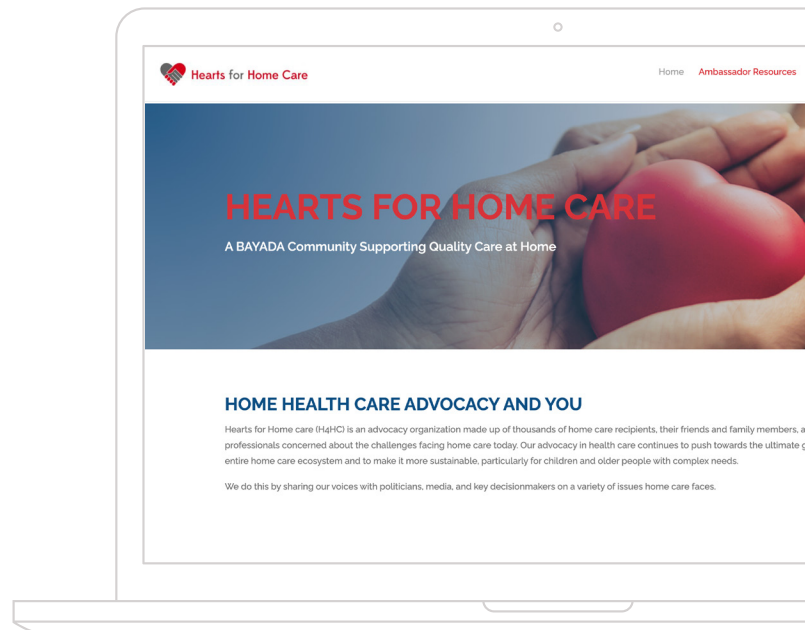 Hearts for Home Care
Home Ambassador Resources
HEARTS FOR HOME CARE
A BAYADA Community Supporting Quality Care at Home
HOME HEALTH CARE ADVOCACY AND YOU
Hearts for Home care (H4HC) is an advocacy organization made up of thousands of home care recipients, their friends and family members, a
professionals concerned about the challenges facing home care today. Our advocacy in health care continues to push towards the ultimate g
entire home care ecosystem and to make it more sustainable, particularly for children and older people with complex needs.
We do this by sharing our voices with politicians, media, and key decisionmakers on a variety of issues home care faces.